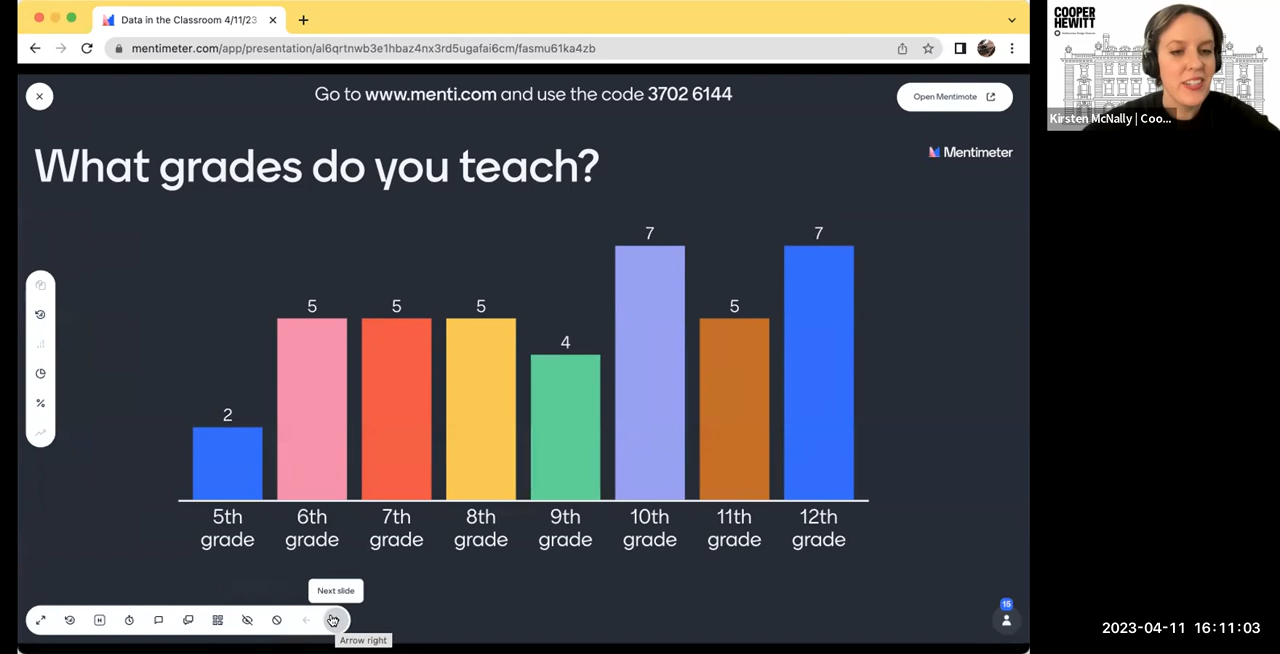 Data in the Classroom 4/11/23
mentimeter.com/app/presentation/al6qrtnwb3e1hbaz4nx3rd5ugafai6cm/fasmu61ka4zb
Go to www.menti.com and use the code 3702 6144
Open Mentimote
Mentimeter
What grades do you teach?
2
5
5
5
4
7
5
7
5th grade
6th grade
7th grade
8th grade
9th grade
10th grade
11th grade
12th grade
Next slide
Arrow right
15
COOPER
HEWITT
Kirsten McNally | Coo...
2023-04-11 16:11:03